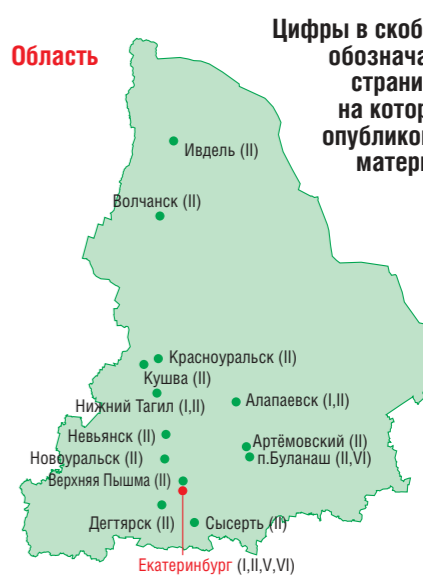 Область
Цифры в скоб
обознача
страни
на котор
опубликов
матери
Ивдель (II)
Волчанск (II)
Красноуральск (II)
Кушва (II)
Нижний Тагил (I,II)
Алапаевск (I,II)
Невьянск (II)
Артёмовский (II)
Новоуральск (II)
п.Буланаш (II,VI)
Верхняя Пышма (II)
Дегтярск (II)
Сысерть (II)
Екатеринбург (I,II,V,VI)